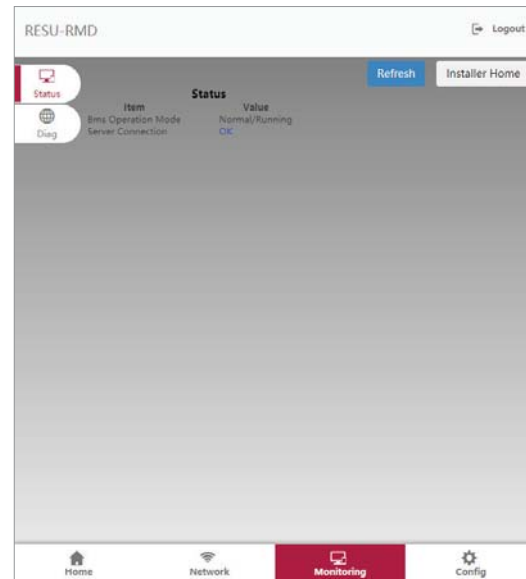 RESU-RMD
Logout
Refresh
Installer Home
Status
Diag
Status
Item Value
Bms Operation Mode Normal/Running
Server Connection OK
Home
Network
Monitoring
Config